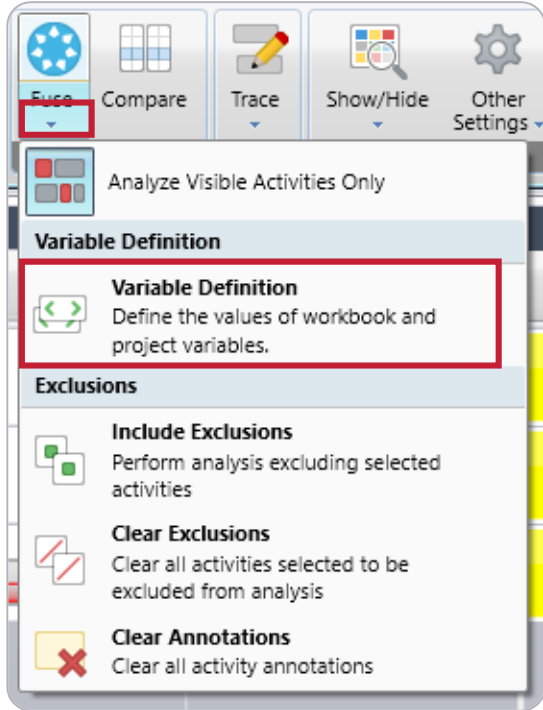 Fuse
Compare
Trace
Show/Hide
Other
Settings
Analyze Visible Activities Only
Variable Definition
Variable Definition
Define the values of workbook and
project variables.
Exclusions
Include Exclusions
Perform analysis excluding selected
activities
Clear Exclusions
Clear all activities selected to be
excluded from analysis
Clear Annotations
Clear all activity annotations